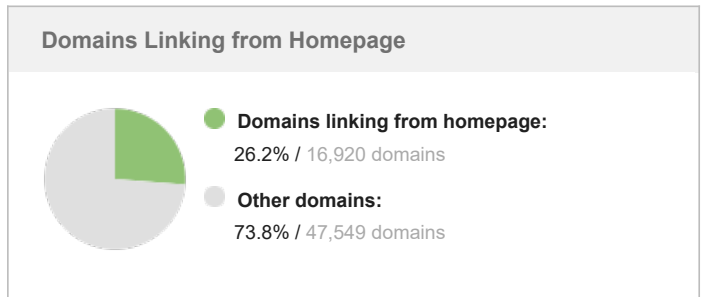 Domains Linking from Homepage
Domains linking from homepage:
26.2% / 16,920 domains
Other domains:
73.8% / 47,549 domains